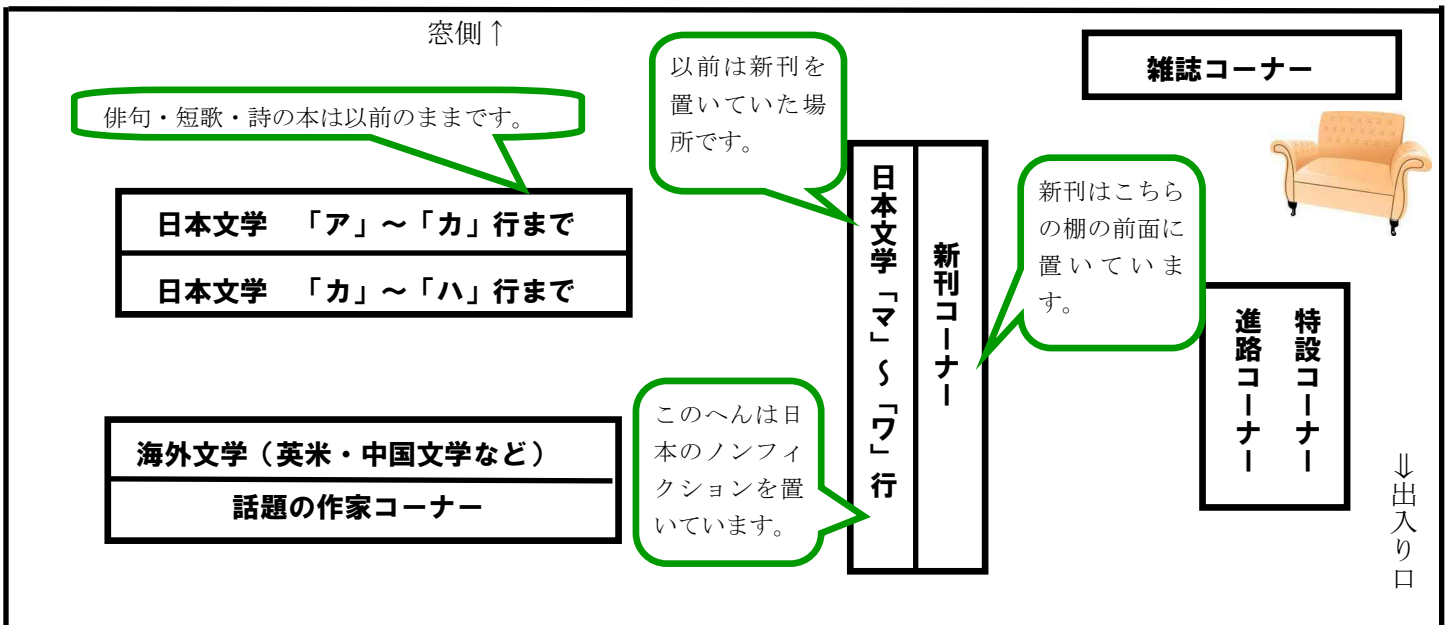 窓側↑
雑誌コーナー
俳句・短歌・詩の本は以前のままです。
以前は新刊を
置いていた場
所です。
日本文学　「ア」～「カ」行まで
日本文学　「カ」～「ハ」行まで
日本文学「マ」～「ワ」行
新刊コーナー
新刊はこちら
の棚の前面に
置いていま
す。
特設コーナー
進路コーナー
海外文学（英米・中国文学など）
話題の作家コーナー
このへんは日
本のノンフィ
クションを置
いています。
⇓出入り口